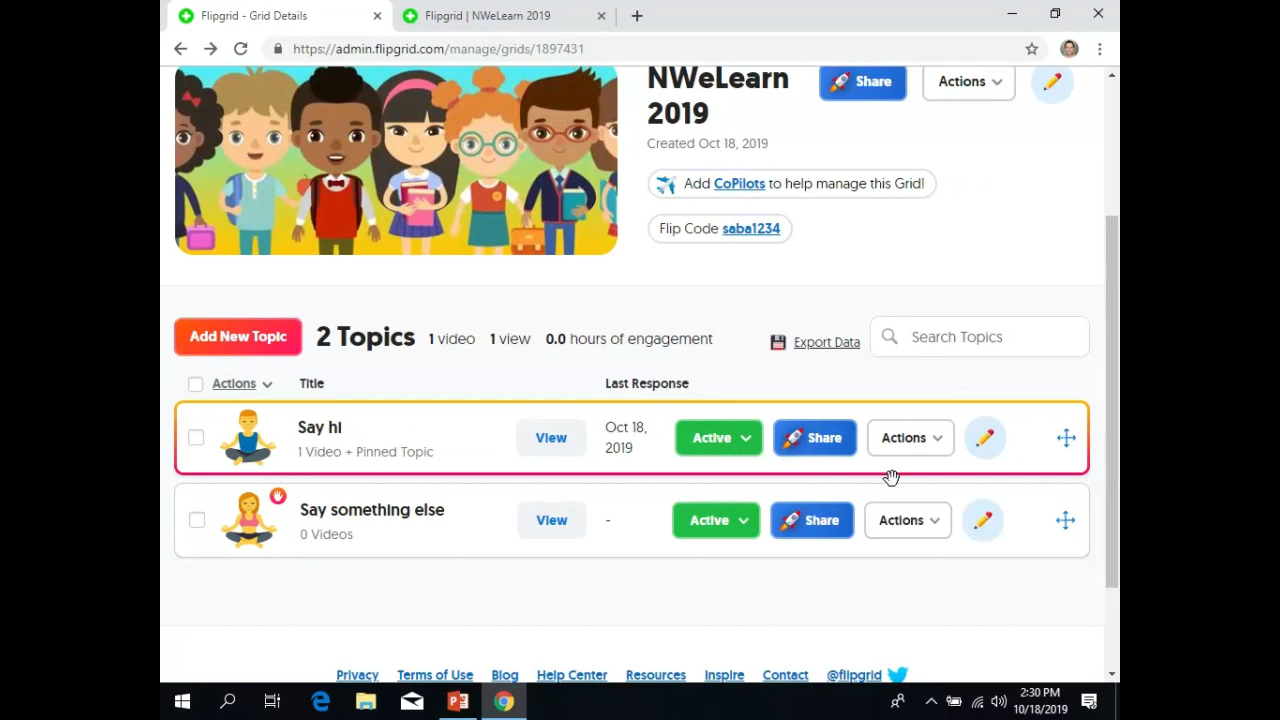 Flipgrid - Grid Details
Flipgrid | NWeLearn 2019
https://admin.flipgrid.com/manage/grids/1897431
NWeLearn
2019
Share
Actions
Created Oct 18, 2019
Add CoPilots to help manage this Grid!
Flip Code saba1234
Add New Topic
2 Topics
1 video
1 view
0.0 hours of engagement
Export Data
Search Topics
Actions
Title
Last Response
Say hI
1 Video + Pinned Topic
View
Oct 18,
2019
Active
Share
Actions
Say something else
0 Videos
View
-
Active
Share
Actions
Privacy
Terms of Use
Blog
Help Center
Resources
Inspire
Contact
@flipgrid
2:30 PM
10/18/2019